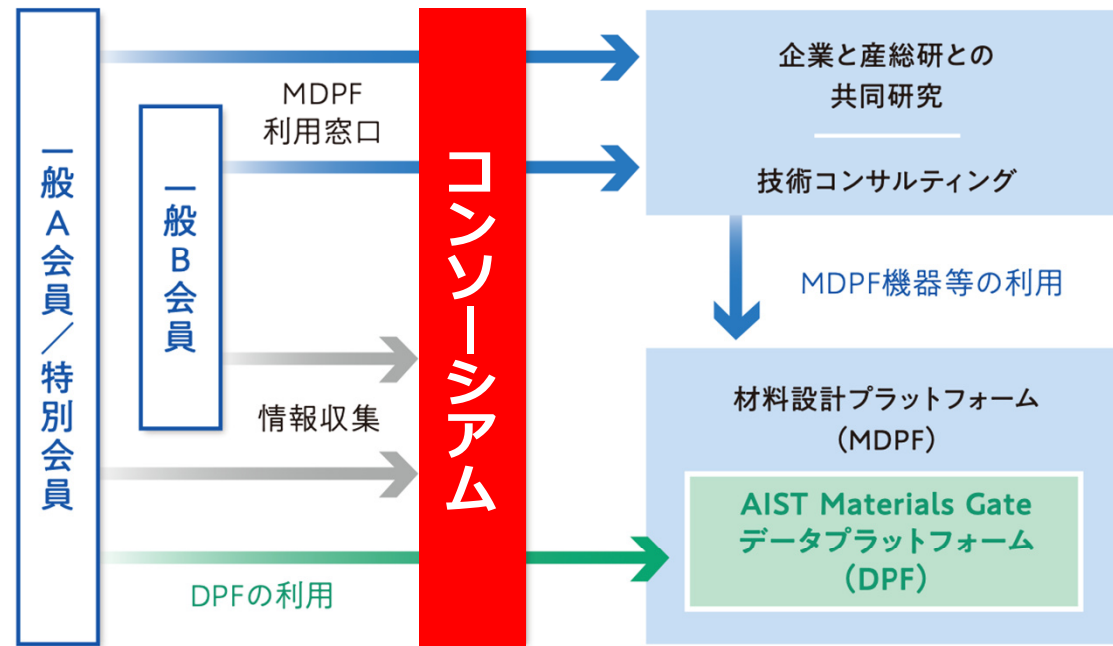 一般A会員／特別会員
一般B会員
MDPF
利用窓口
情報収集
DPFの利用
コンソーシアム
企業と産総研との
共同研究
技術コンサルティング
MDPF機器等の利用
材料設計プラットフォーム
（MDPF）
AIST Materials Gate
データプラットフォーム
（DPF）